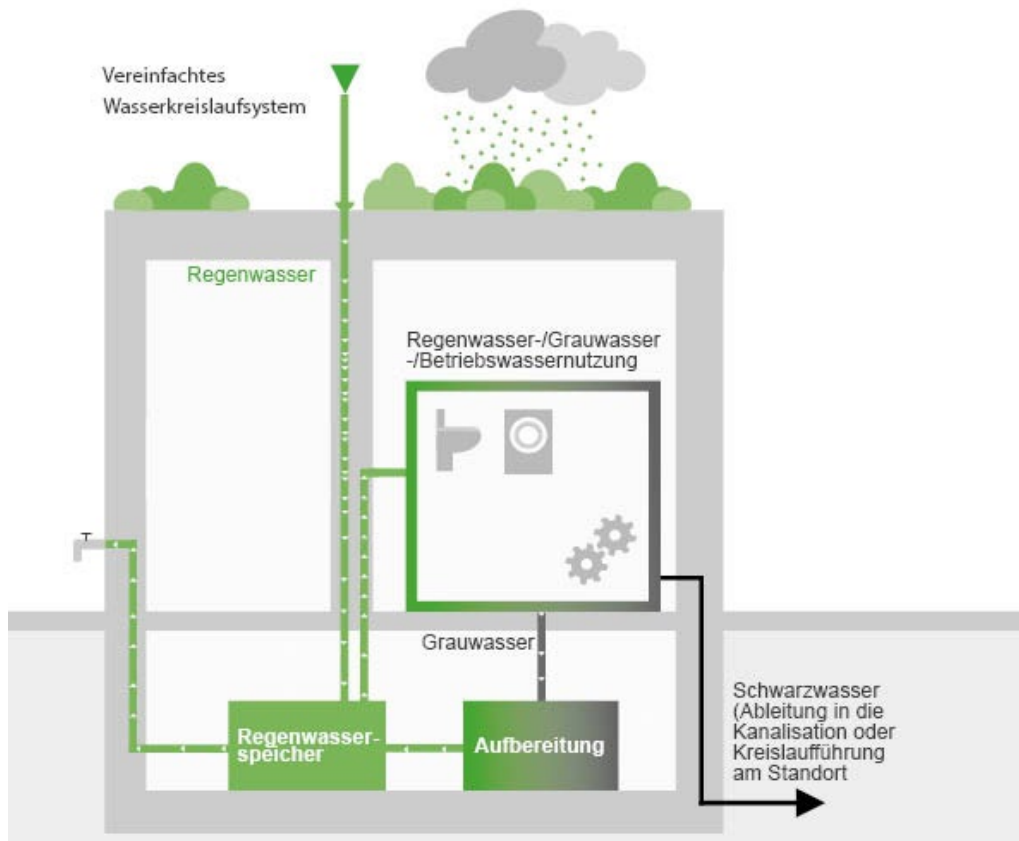 Vereinfachtes
Wasserkreislaufsystem
Regenwasser
Regenwasser-/Grauwasser
-/Betriebswassernutzung
Grauwasser
Regenwasser-
speicher
Aufbereitung
Schwarzwasser
(Ableitung in die
Kanalisation oder
Kreislaufführung
am Standort